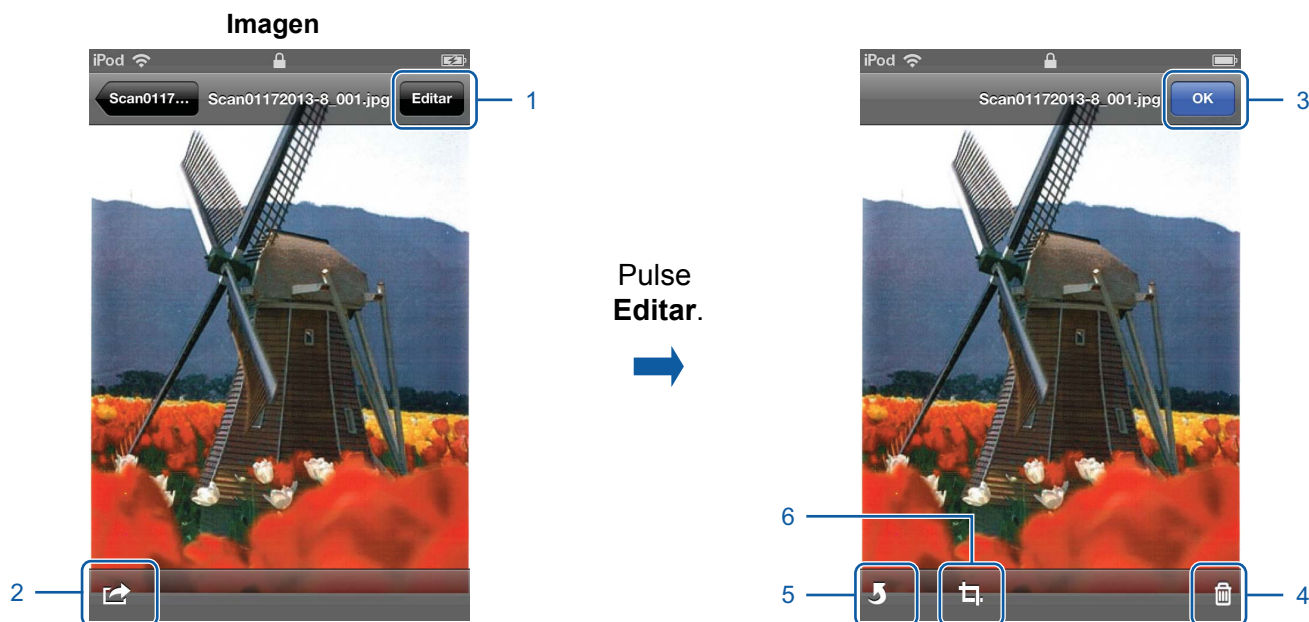 Imagen
iPod
Scan0117...
Scan01172013-8_001.jpg
Editar
1
2
Pulse
Editar.
iPod
Scan01172013-8_001.jpg
OK
3
6
5
4